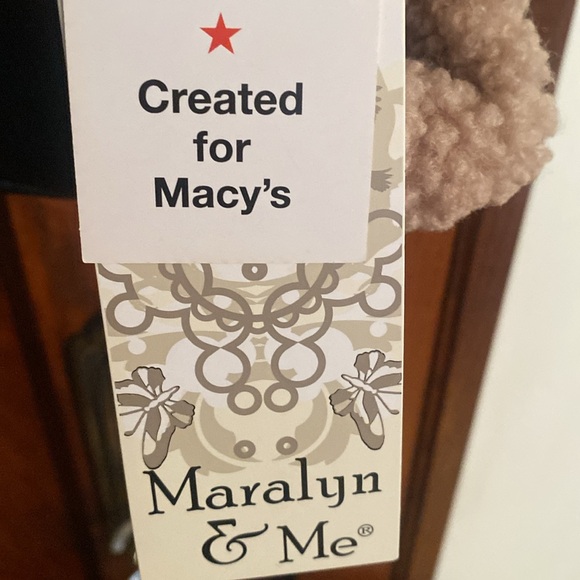 Created
for
Macy's
Maralyn
& Me®